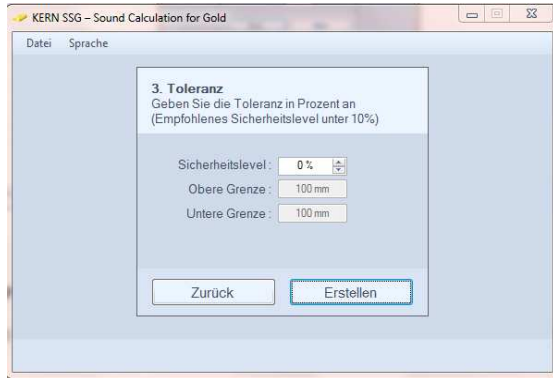 KERN SSG – Sound Calculation for Gold
Datei Sprache
3. Toleranz
Geben Sie die Toleranz in Prozent an
(Empfohlenes Sicherheitslevel unter 10%)
Sicherheitslevel : 0 %
Obere Grenze : 100 mm
Untere Grenze : 100 mm
Zurück Erstellen